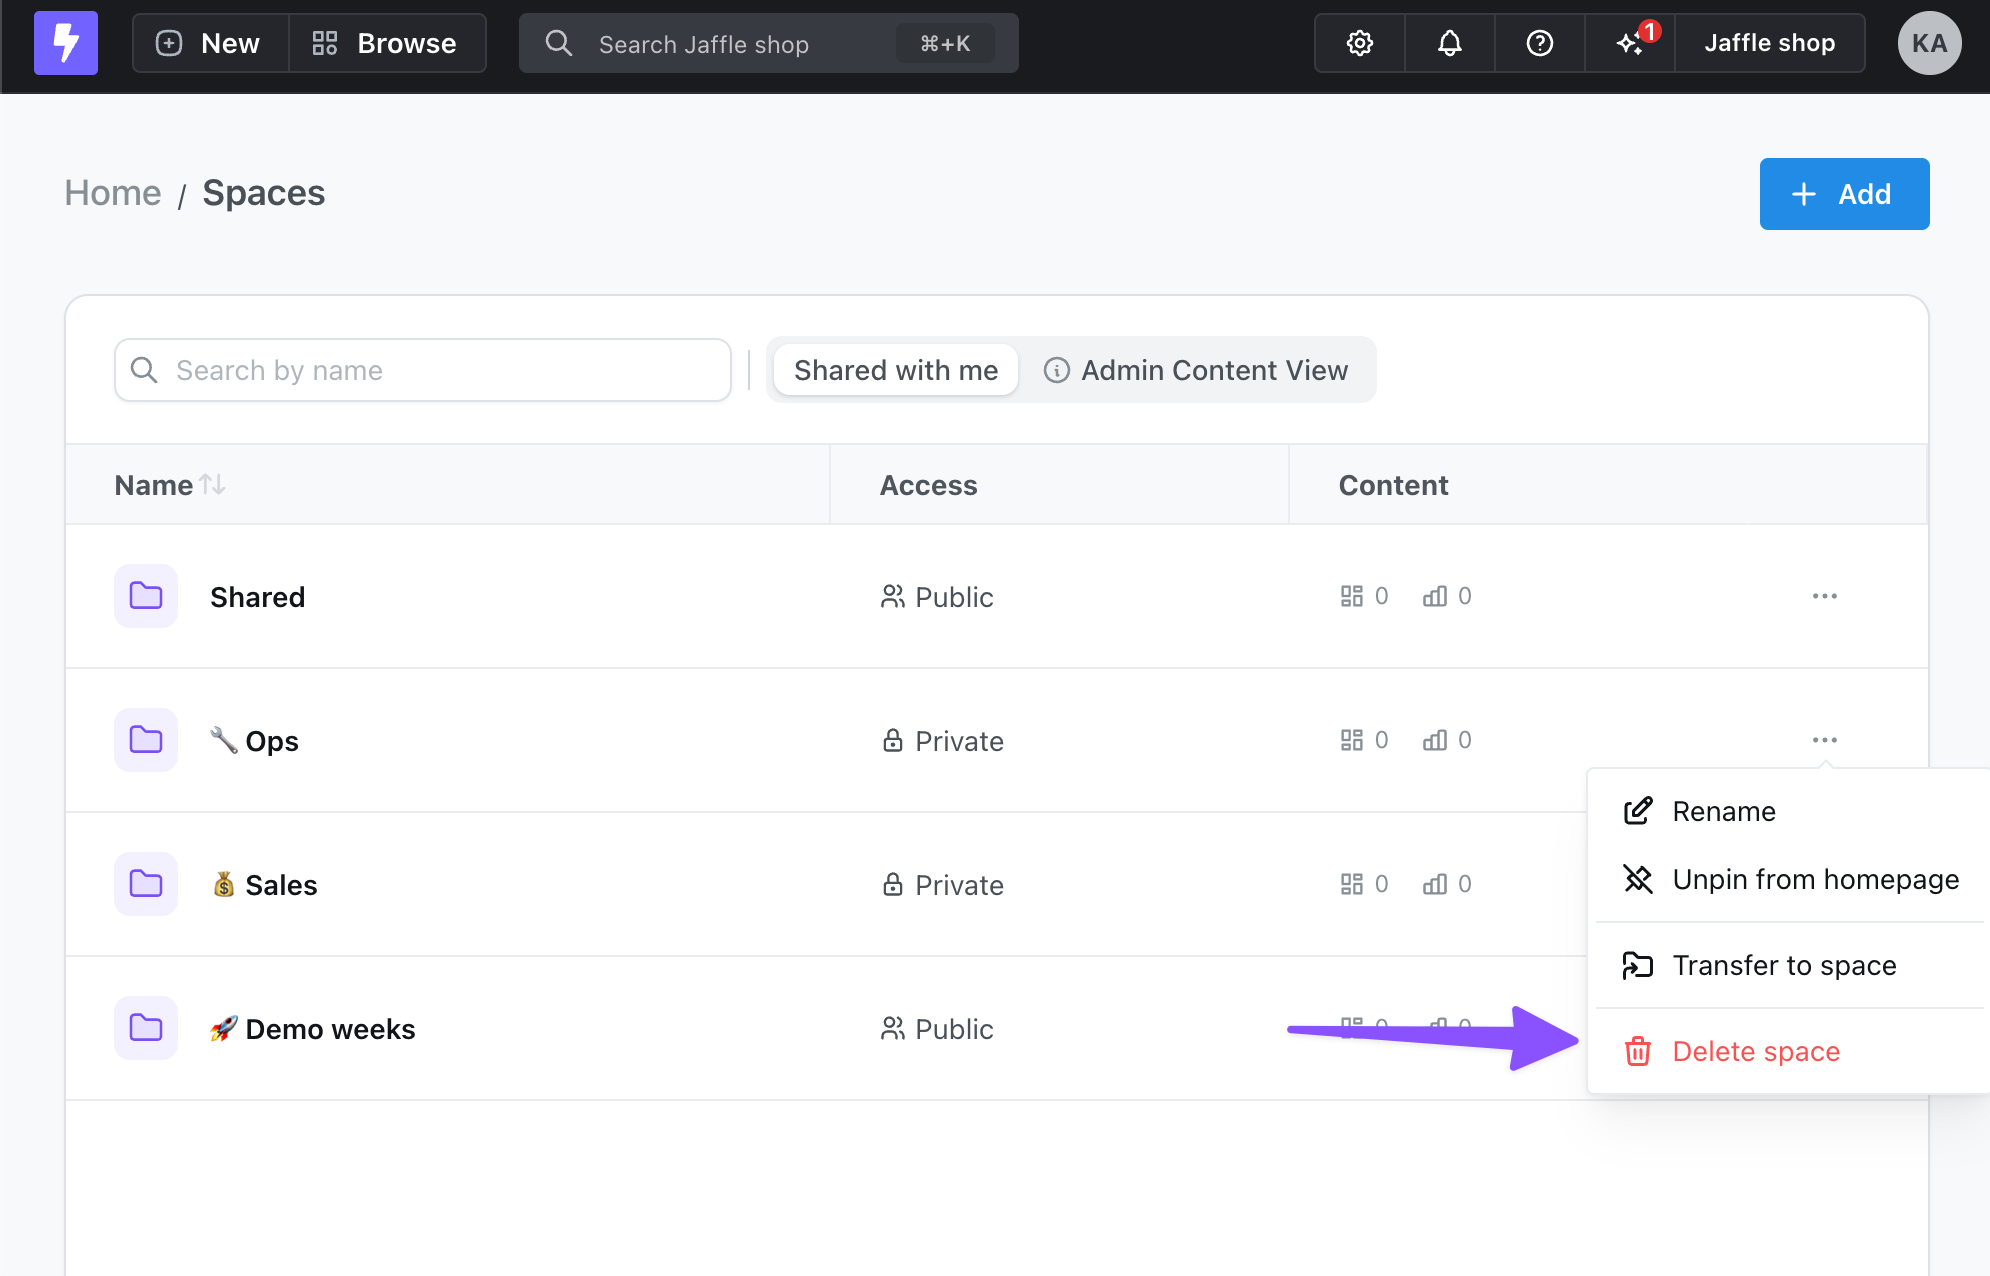 New Browse Search Jaffle shop ⌘+K 1 Jaffle shop KA
Home / Spaces
+ Add
Search by name Shared with me Admin Content View
Name Access Content
Shared Public 0 0 ...
🔧 Ops Private 0 0 ...
Rename
Unpin from homepage
💰 Sales Private 0 0
Transfer to space
🚀 Demo weeks Public 0 0
Delete space